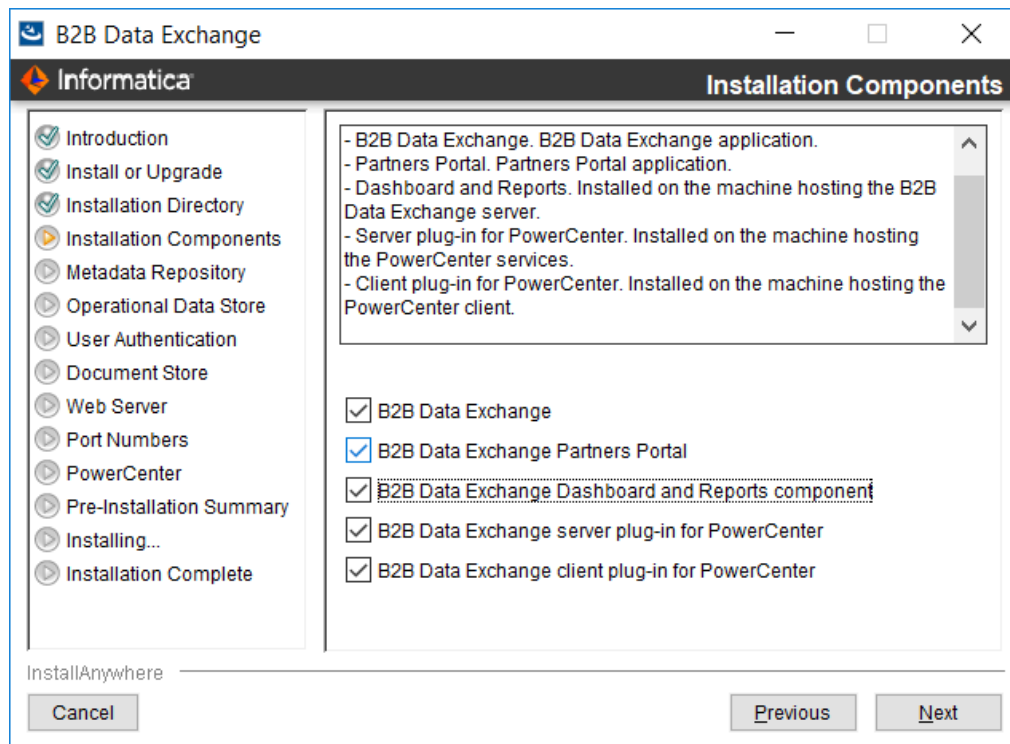 B2B Data Exchange
Informatica
Installation Components
Introduction
Install or Upgrade
Installation Directory
Installation Components
Metadata Repository
Operational Data Store
User Authentication
Document Store
Web Server
Port Numbers
PowerCenter
Pre-Installation Summary
Installing...
Installation Complete
- B2B Data Exchange. B2B Data Exchange application.
- Partners Portal. Partners Portal application.
- Dashboard and Reports. Installed on the machine hosting the B2B
Data Exchange server.
- Server plug-in for PowerCenter. Installed on the machine hosting
the PowerCenter services.
- Client plug-in for PowerCenter. Installed on the machine hosting the
PowerCenter client.
B2B Data Exchange
B2B Data Exchange Partners Portal
B2B Data Exchange Dashboard and Reports component
B2B Data Exchange server plug-in for PowerCenter
B2B Data Exchange client plug-in for PowerCenter
InstallAnywhere
Cancel
Previous
Next